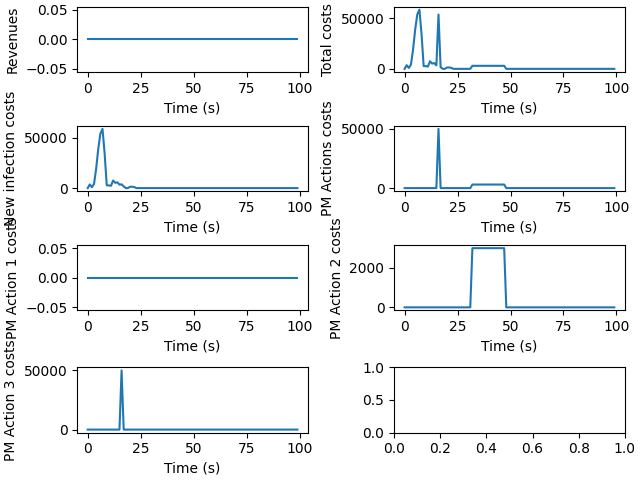 Revenues
0.05
0.00
−0.05
0 25 50 75 100
Time (s)
Total costs
50000
0
0 25 50 75 100
Time (s)
New infection costs
50000
0
0 25 50 75 100
Time (s)
PM Actions costs
50000
0
0 25 50 75 100
Time (s)
PM Action 1 costs
0.05
0.00
−0.05
0 25 50 75 100
Time (s)
PM Action 2 costs
2000
0
0 25 50 75 100
Time (s)
PM Action 3 costs
50000
0
0 25 50 75 100
Time (s)
1.0
0.5
0.0
0.0 0.2 0.4 0.6 0.8 1.0